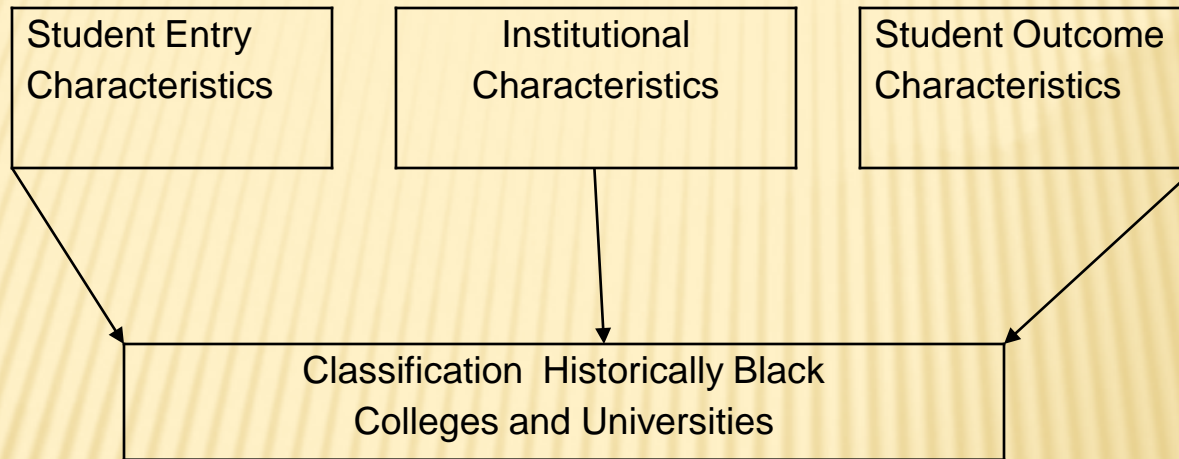 Student Entry
Characteristics
Institutional
Characteristics
Student Outcome
Characteristics
Classification Historically Black
Colleges and Universities